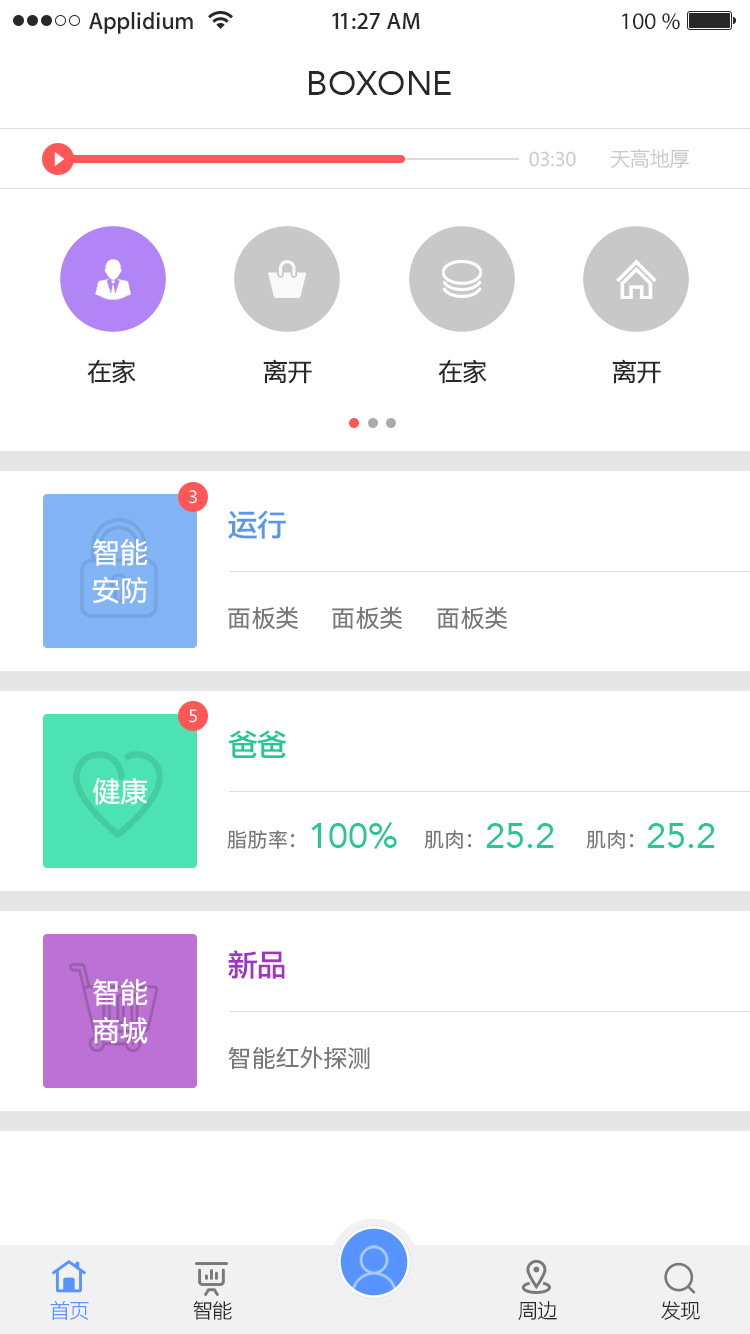 Applidium 11:27 AM 100 %
BOXONE
03:30 天高地厚
在家 离开 在家 离开
3
智能
安防
运行
面板类 面板类 面板类
5
健康
爸爸
脂肪率: 100% 肌肉: 25.2 肌肉: 25.2
智能
商城
新品
智能红外探测
首页 智能 周边 发现